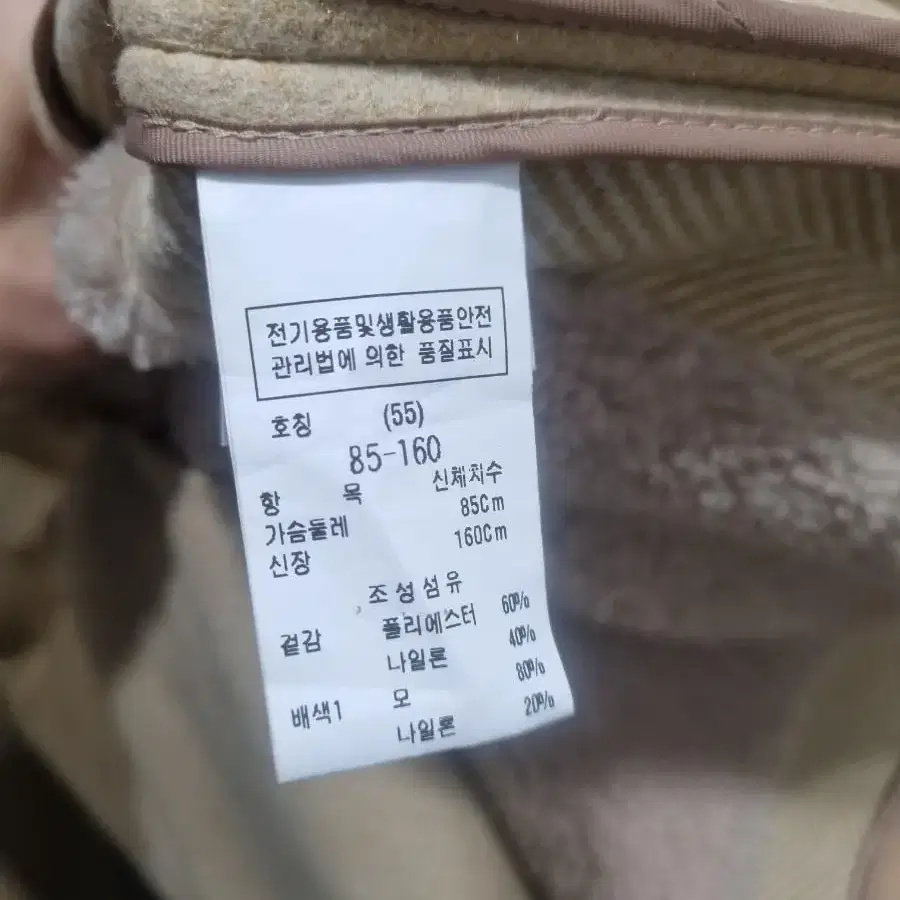 전기용품및생활용품안전
관리법에 의한 품질표시
호칭 (55)
85-160
항 목 신체치수
가슴둘레 85Cm
신장 160Cm
조성섬유
겉감 폴리에스터 60%
나일론 40%
배색1 모 80%
나일론 20%